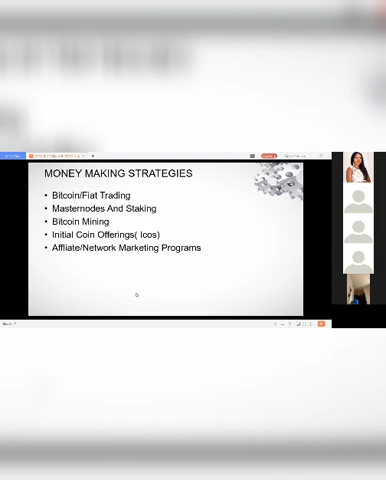 MONEY MAKING STRATEGIES
• Bitcoin/Fiat Trading
• Masternodes And Staking
• Bitcoin Mining
• Initial Coin Offerings( Icos)
• Affliate/Network Marketing Programs